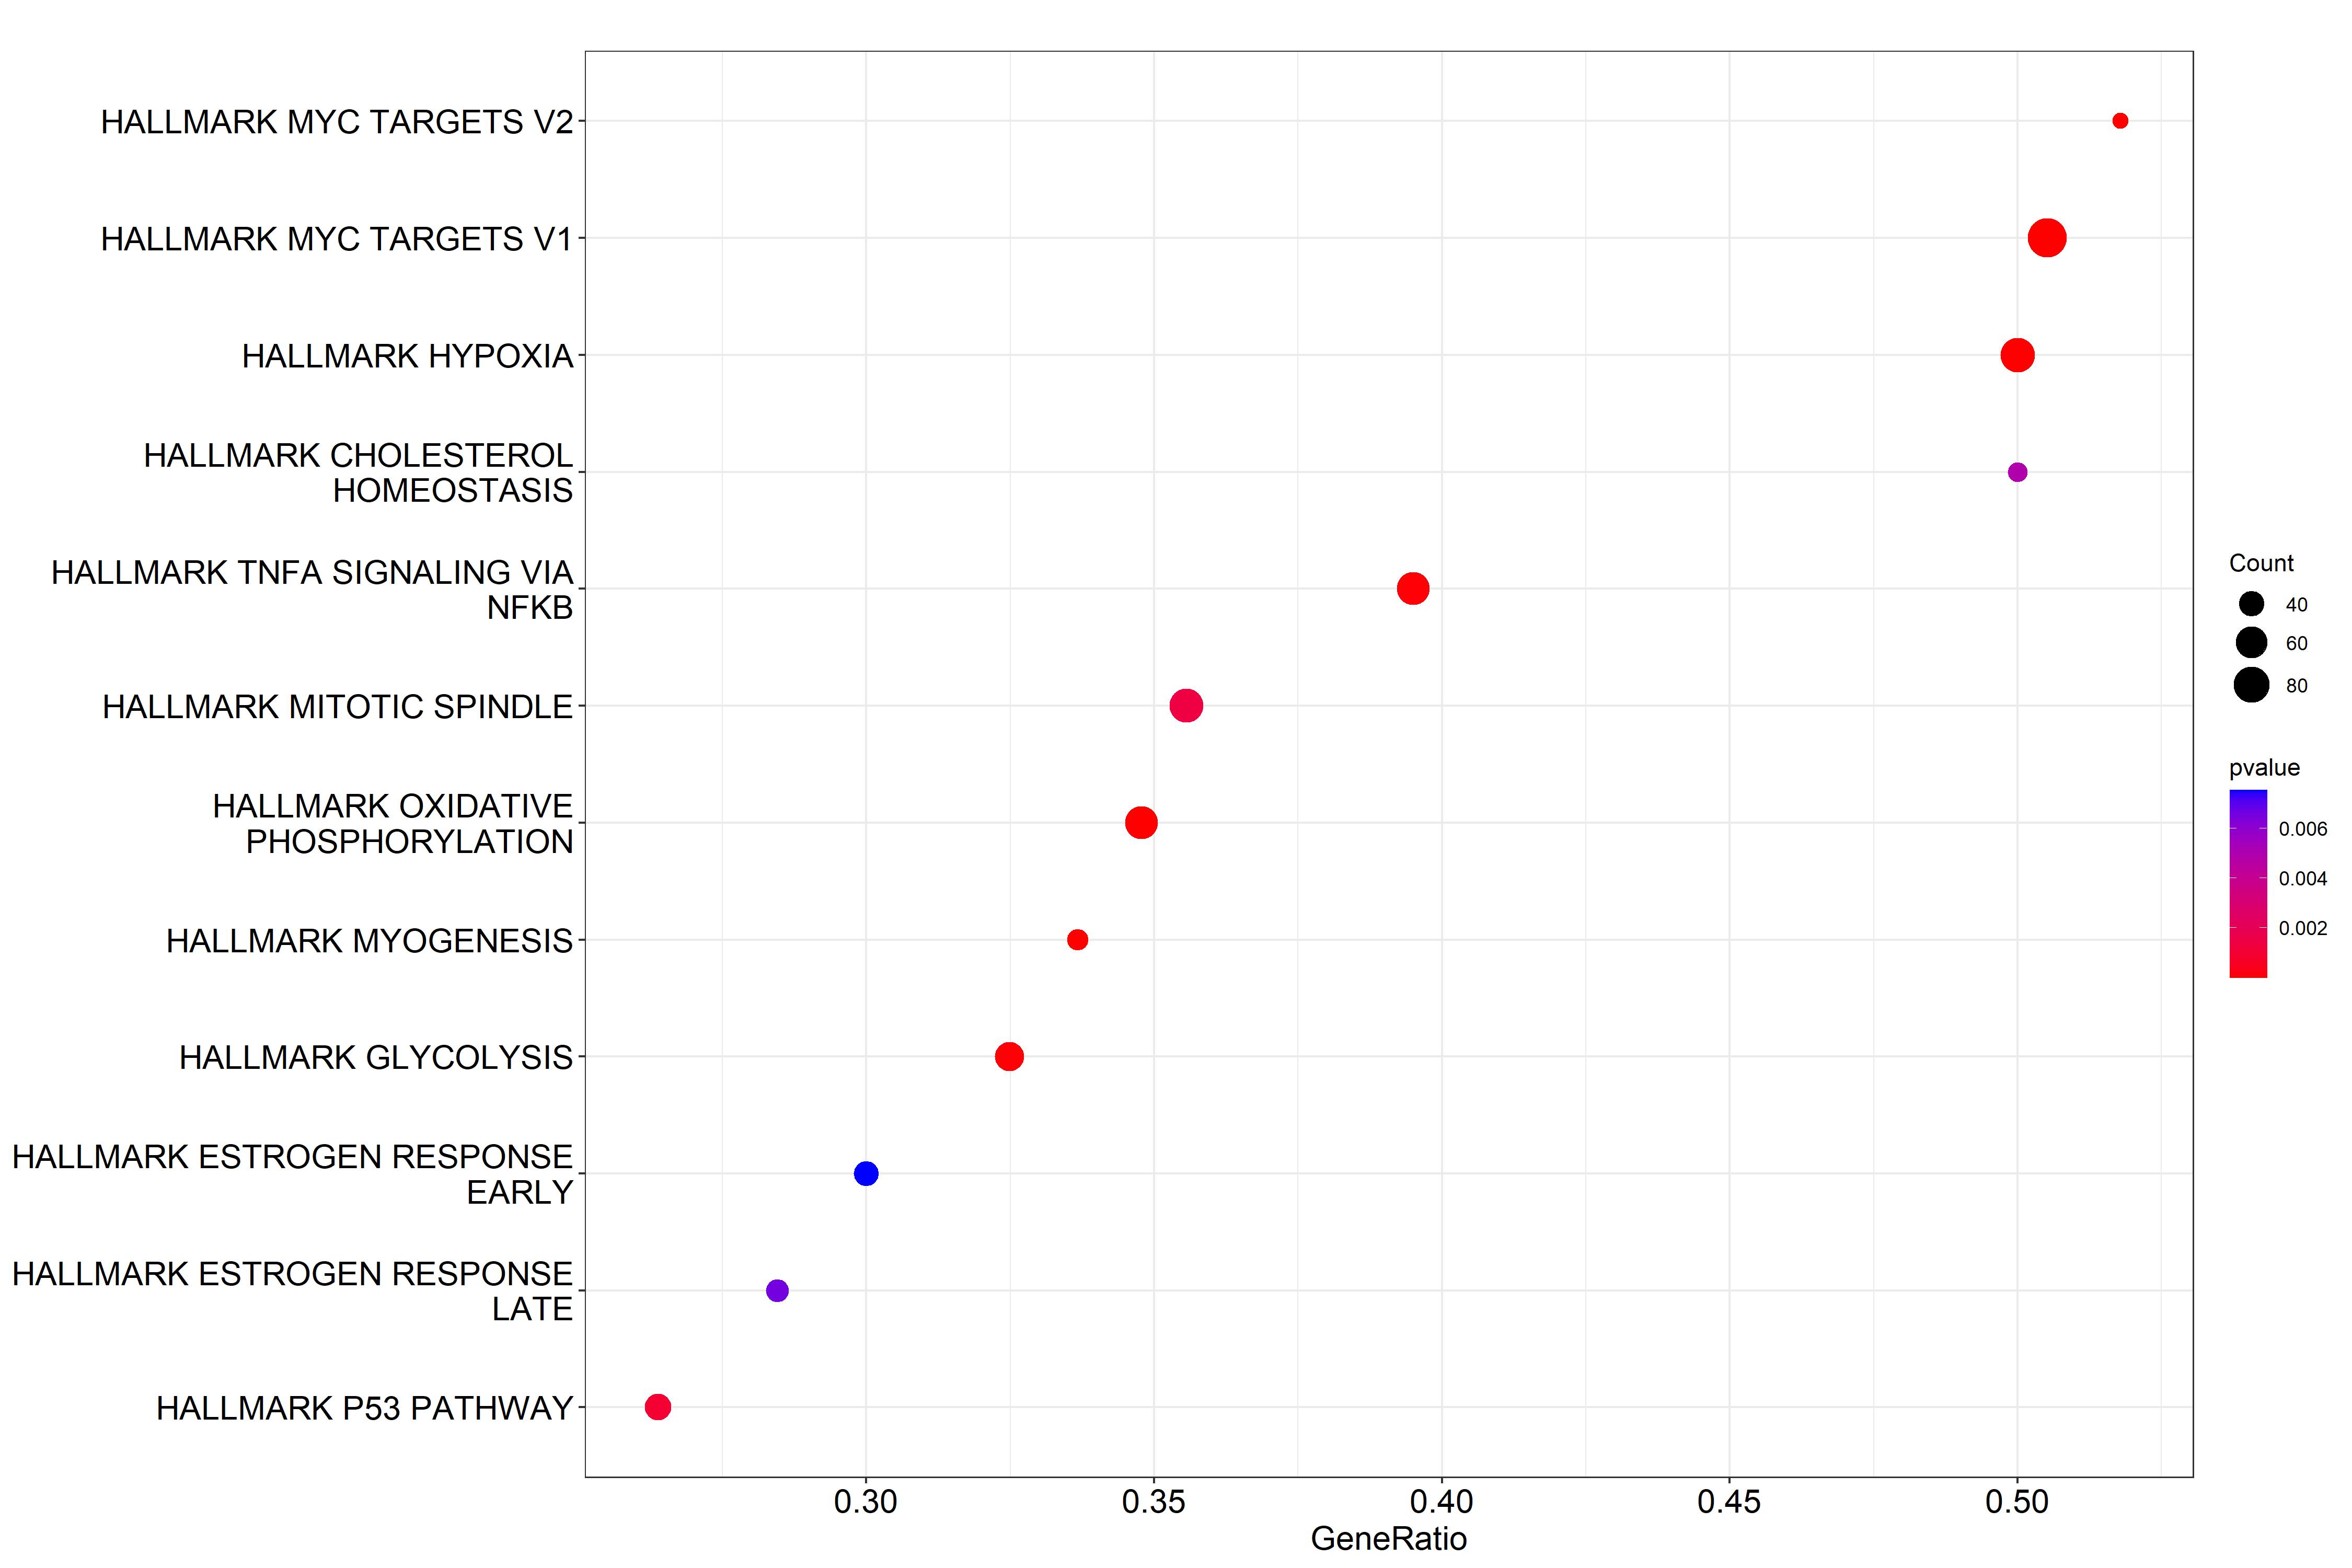 HALLMARK MYC TARGETS V2
HALLMARK MYC TARGETS V1
HALLMARK HYPOXIA
HALLMARK CHOLESTEROL
HOMEOSTASIS
HALLMARK TNFA SIGNALING VIA
NFKB
HALLMARK MITOTIC SPINDLE
HALLMARK OXIDATIVE
PHOSPHORYLATION
HALLMARK MYOGENESIS
HALLMARK GLYCOLYSIS
HALLMARK ESTROGEN RESPONSE
EARLY
HALLMARK ESTROGEN RESPONSE
LATE
HALLMARK P53 PATHWAY
0.30 0.35 0.40 0.45 0.50
GeneRatio
Count
40
60
80
pvalue
0.006
0.004
0.002